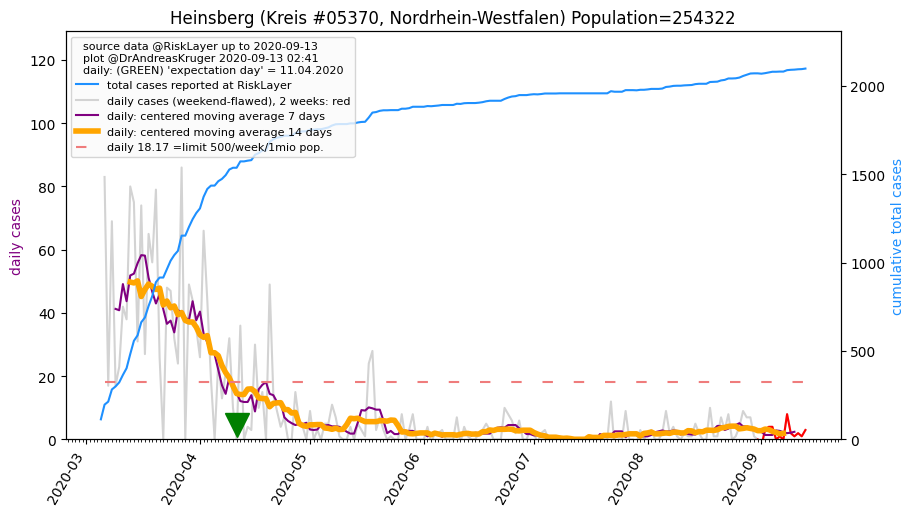 Heinsberg (Kreis #05370, Nordrhein-Westfalen) Population=254322
source data @RiskLayer up to 2020-09-13
plot @DrAndreasKruger 2020-09-13 02:41
daily: (GREEN) 'expectation day' = 11.04.2020
total cases reported at RiskLayer
daily cases (weekend-flawed), 2 weeks: red
daily: centered moving average 7 days
daily: centered moving average 14 days
daily 18.17 =limit 500/week/1mio pop.
daily cases
120
100
80
60
40
20
0
cumulative total cases
2000
1500
1000
500
0
2020-03
2020-04
2020-05
2020-06
2020-07
2020-08
2020-09